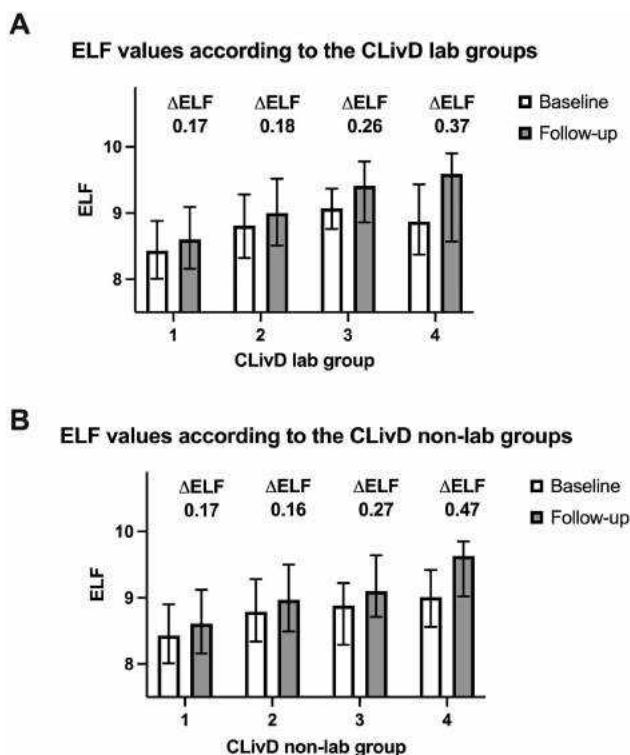 A
ELF values according to the CLivD lab groups
ΔELF ΔELF ΔELF ΔELF
0.17 0.18 0.26 0.37
Baseline
Follow-up
10
9
8
ELF
1 2 3 4
CLivD lab group
B
ELF values according to the CLivD non-lab groups
ΔELF ΔELF ΔELF ΔELF
0.17 0.16 0.27 0.47
Baseline
Follow-up
10
9
8
ELF
1 2 3 4
CLivD non-lab group